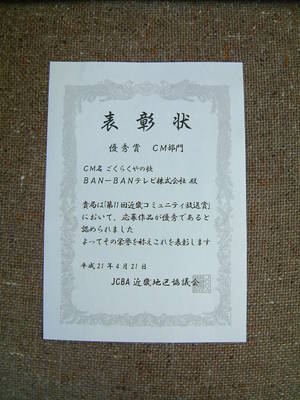 表彰状
優秀賞 CM部門
CM名 ごくらくやの枕
BAN-BANテレビ株式会社 殿
貴局は「第11回近畿コミュニティ放送賞」
において、応募作品が優秀であると
認められました
よってその栄誉を称えこれを表彰します
平成21年4月21日
JCBA 近畿地区協議会